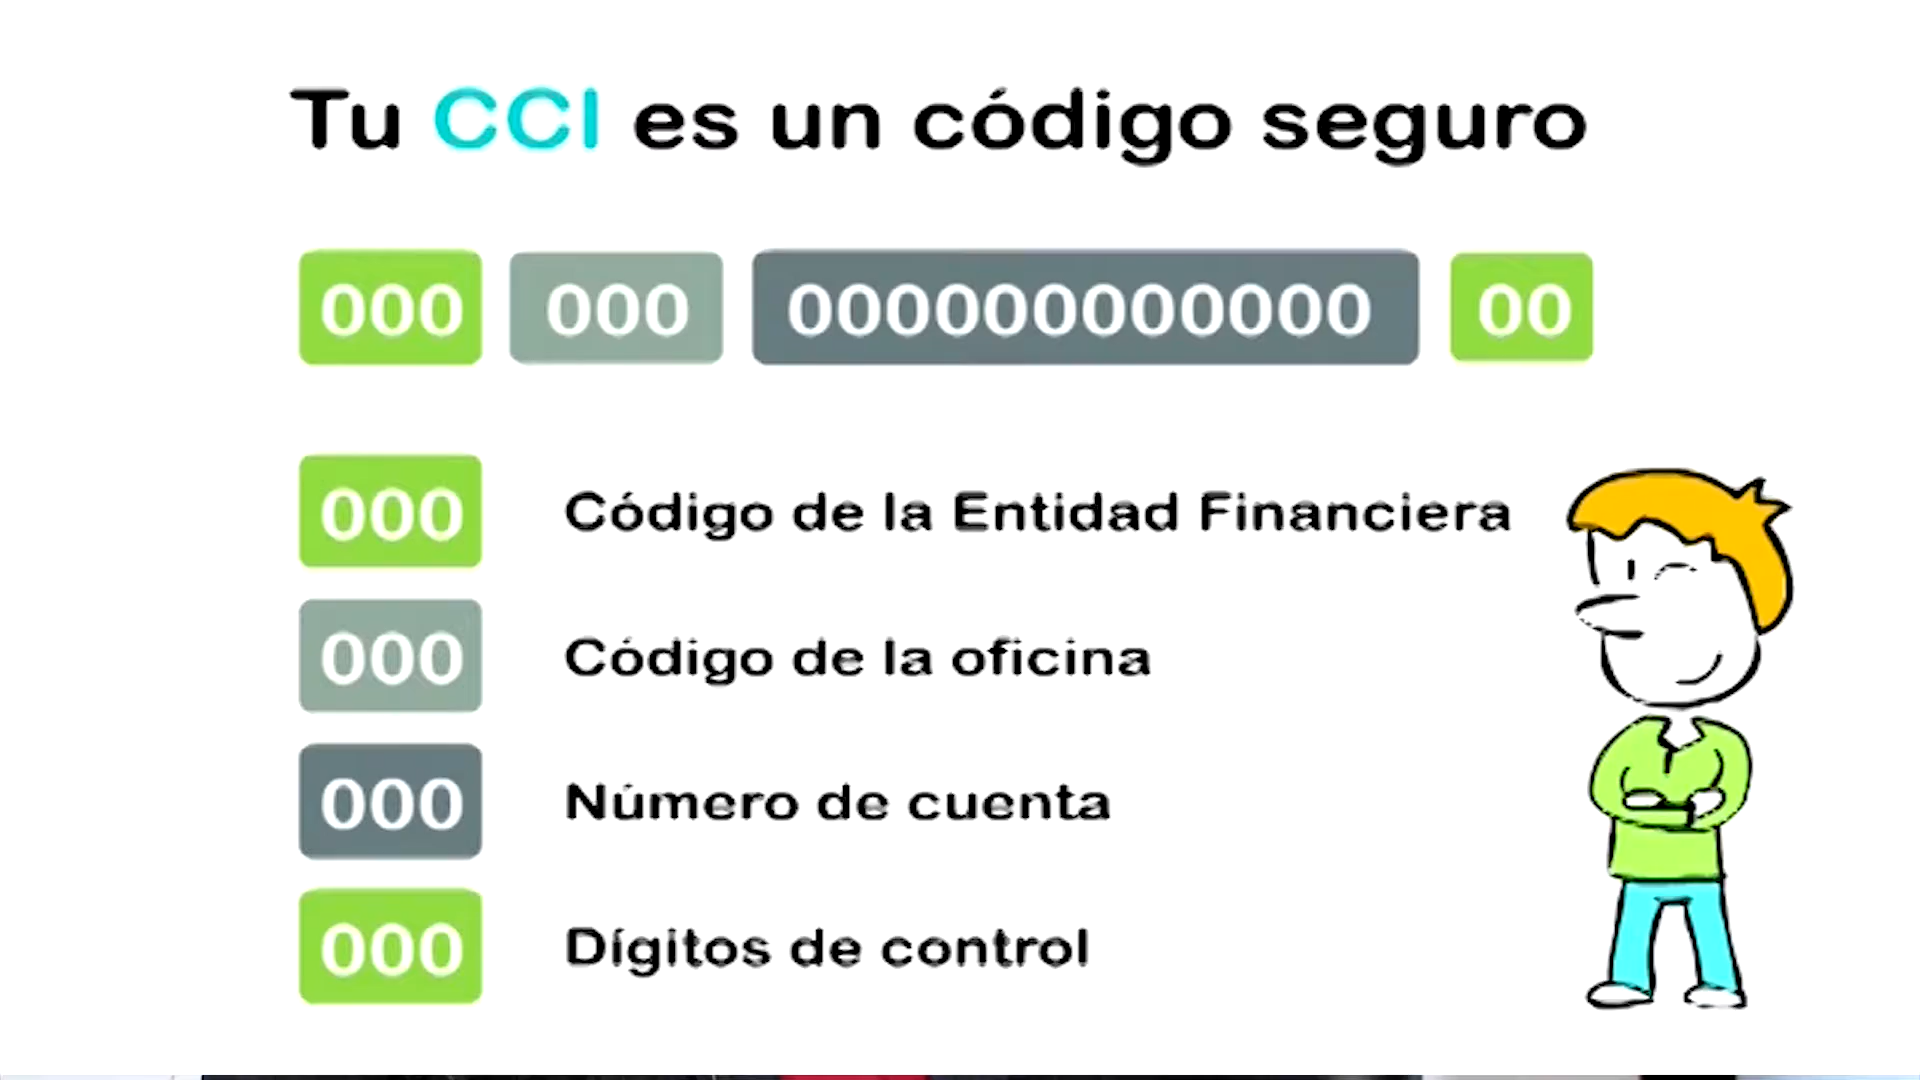 Tu CCI es un código seguro
000 000 000000000000 00
000 Código de la Entidad Financiera
000 Código de la oficina
000 Número de cuenta
000 Dígitos de control